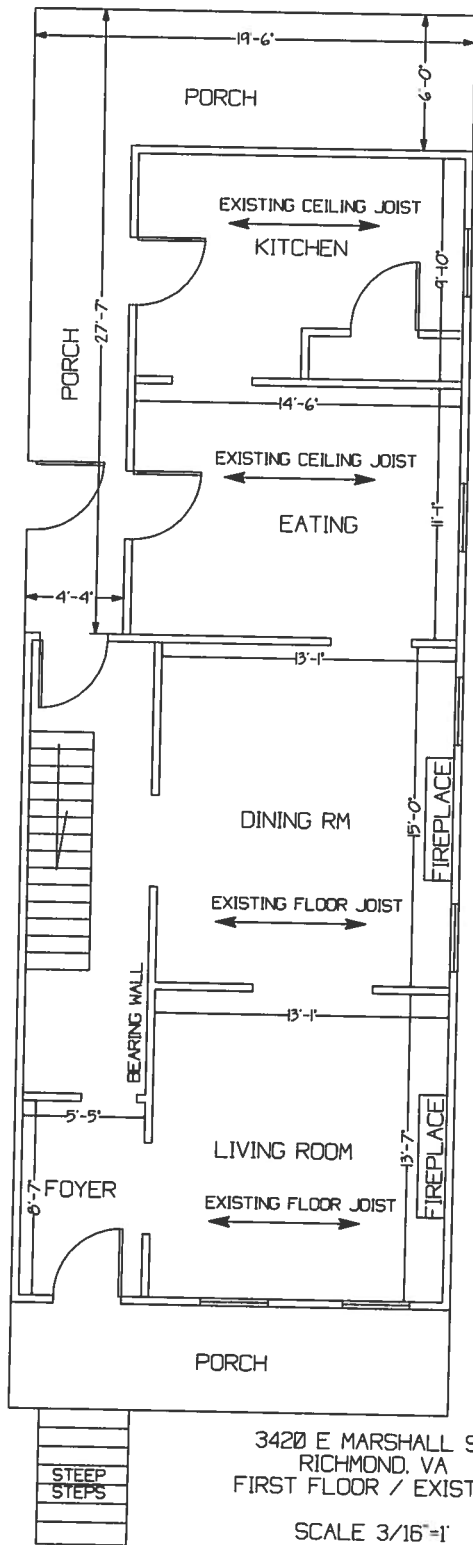 19'-6"
PORCH
6'-0"
EXISTING CEILING JOIST
KITCHEN
9'-10"
27'-7"
PORCH
14'-6"
EXISTING CEILING JOIST
EATING
11'-1"
4'-4"
13'-1"
DINING RM
15'-0"
FIREPLACE
EXISTING FLOOR JOIST
BEARING WALL
13'-1"
5'-5"
LIVING ROOM
13'-7"
FIREPLACE
8'-7"
FOYER
EXISTING FLOOR JOIST
PORCH
STEEP
STEPS
3420 E MARSHALL S
RICHMOND, VA
FIRST FLOOR / EXIST
SCALE 3/16"=1'